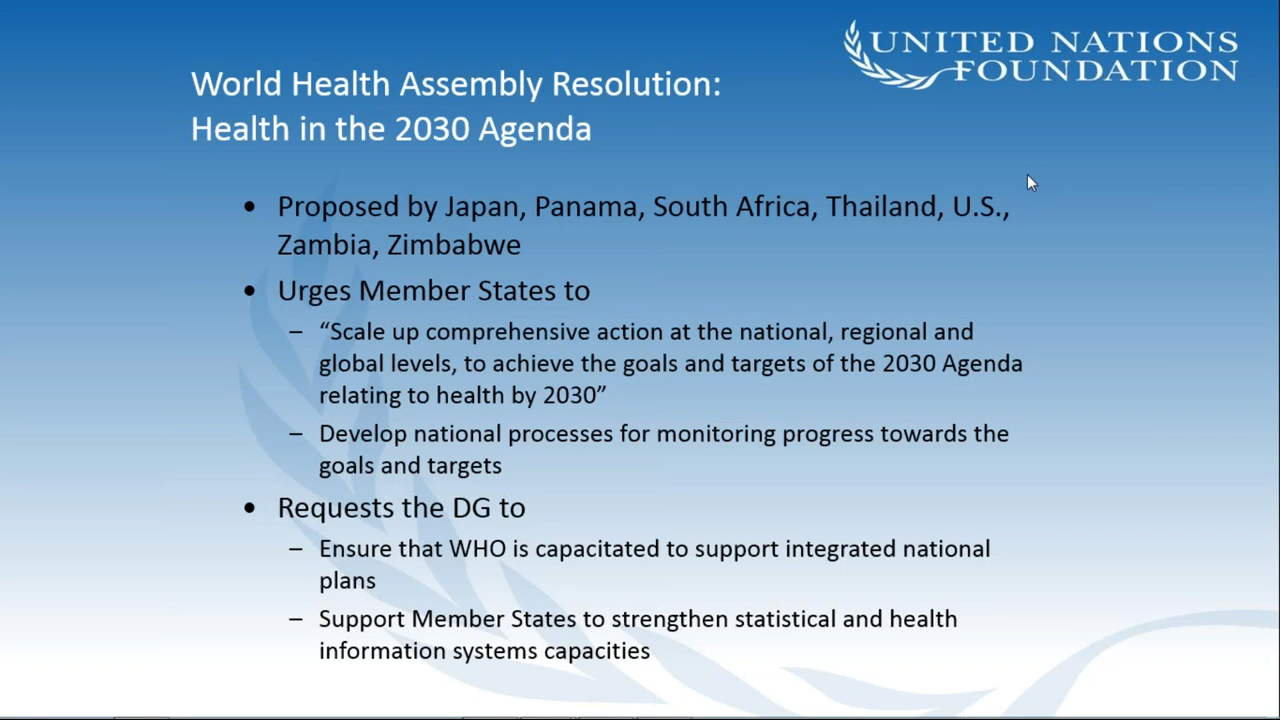 UNITED NATIONS
FOUNDATION
World Health Assembly Resolution:
Health in the 2030 Agenda
• Proposed by Japan, Panama, South Africa, Thailand, U.S.,
Zambia, Zimbabwe
• Urges Member States to
– “Scale up comprehensive action at the national, regional and
global levels, to achieve the goals and targets of the 2030 Agenda
relating to health by 2030”
– Develop national processes for monitoring progress towards the
goals and targets
• Requests the DG to
– Ensure that WHO is capacitated to support integrated national
plans
– Support Member States to strengthen statistical and health
information systems capacities